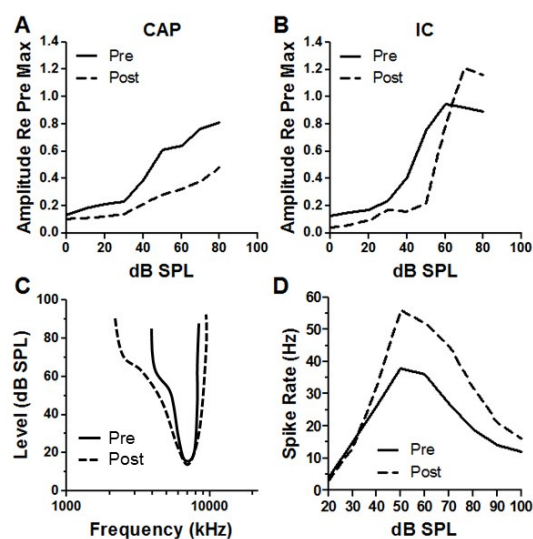 A
CAP
Amplitude Re Pre Max
1.4
1.2
1.0
0.8
0.6
0.4
0.2
0.0
Pre
Post
0 20 40 60 80 100
dB SPL
B
IC
Amplitude Re Pre Max
1.4
1.2
1.0
0.8
0.6
0.4
0.2
0.0
Pre
Post
0 20 40 60 80 100
dB SPL
C
Level (dB SPL)
100
80
60
40
20
0
Pre
Post
1000 10000
Frequency (kHz)
D
Spike Rate (Hz)
60
50
40
30
20
10
0
Pre
Post
20 30 40 50 60 70 80 90 100
dB SPL